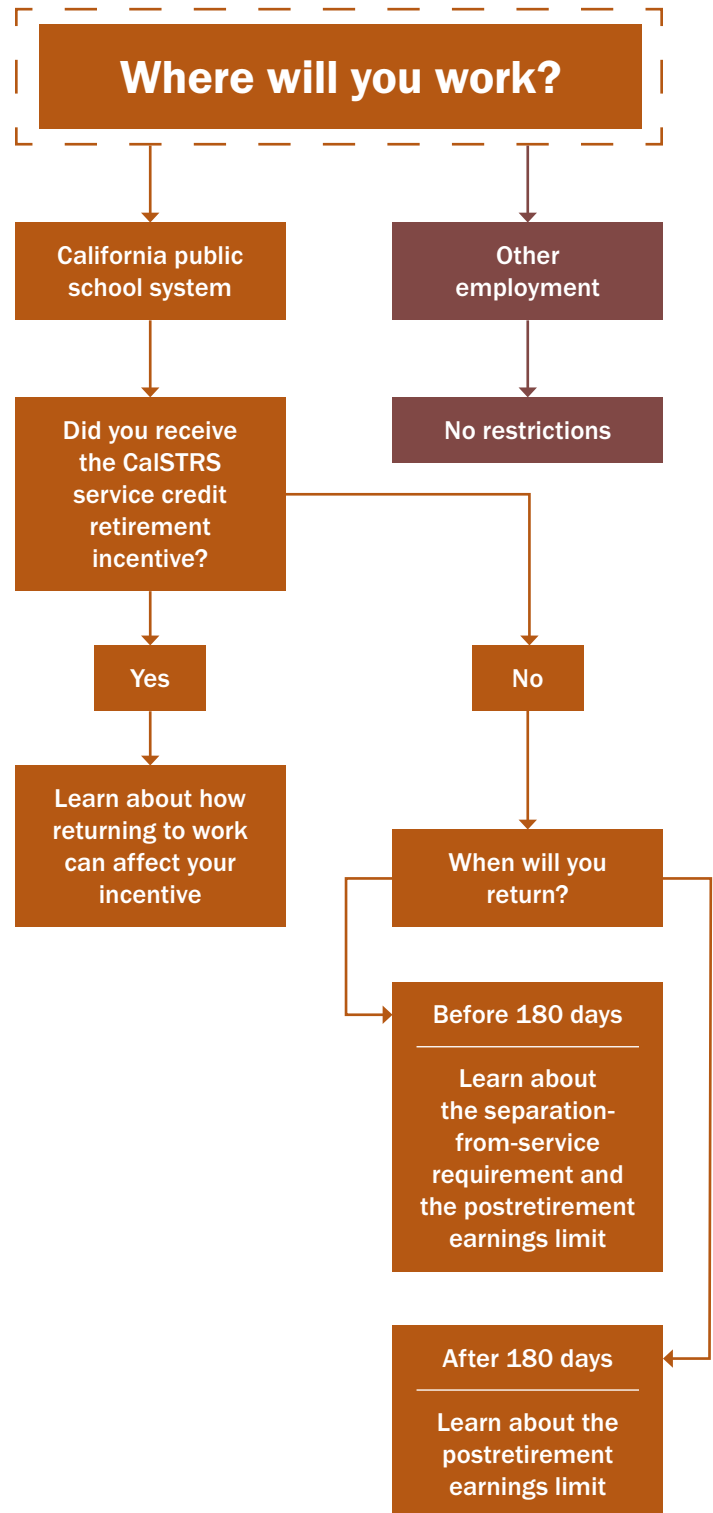 Where will you work?
California public
school system
Other
employment
Did you receive
the CalSTRS
service credit
retirement
incentive?
No restrictions
Yes
No
Learn about how
returning to work
can affect your
incentive
When will you
return?
Before 180 days
Learn about
the separation-
from-service
requirement and
the postretirement
earnings limit
After 180 days
Learn about the
postretirement
earnings limit